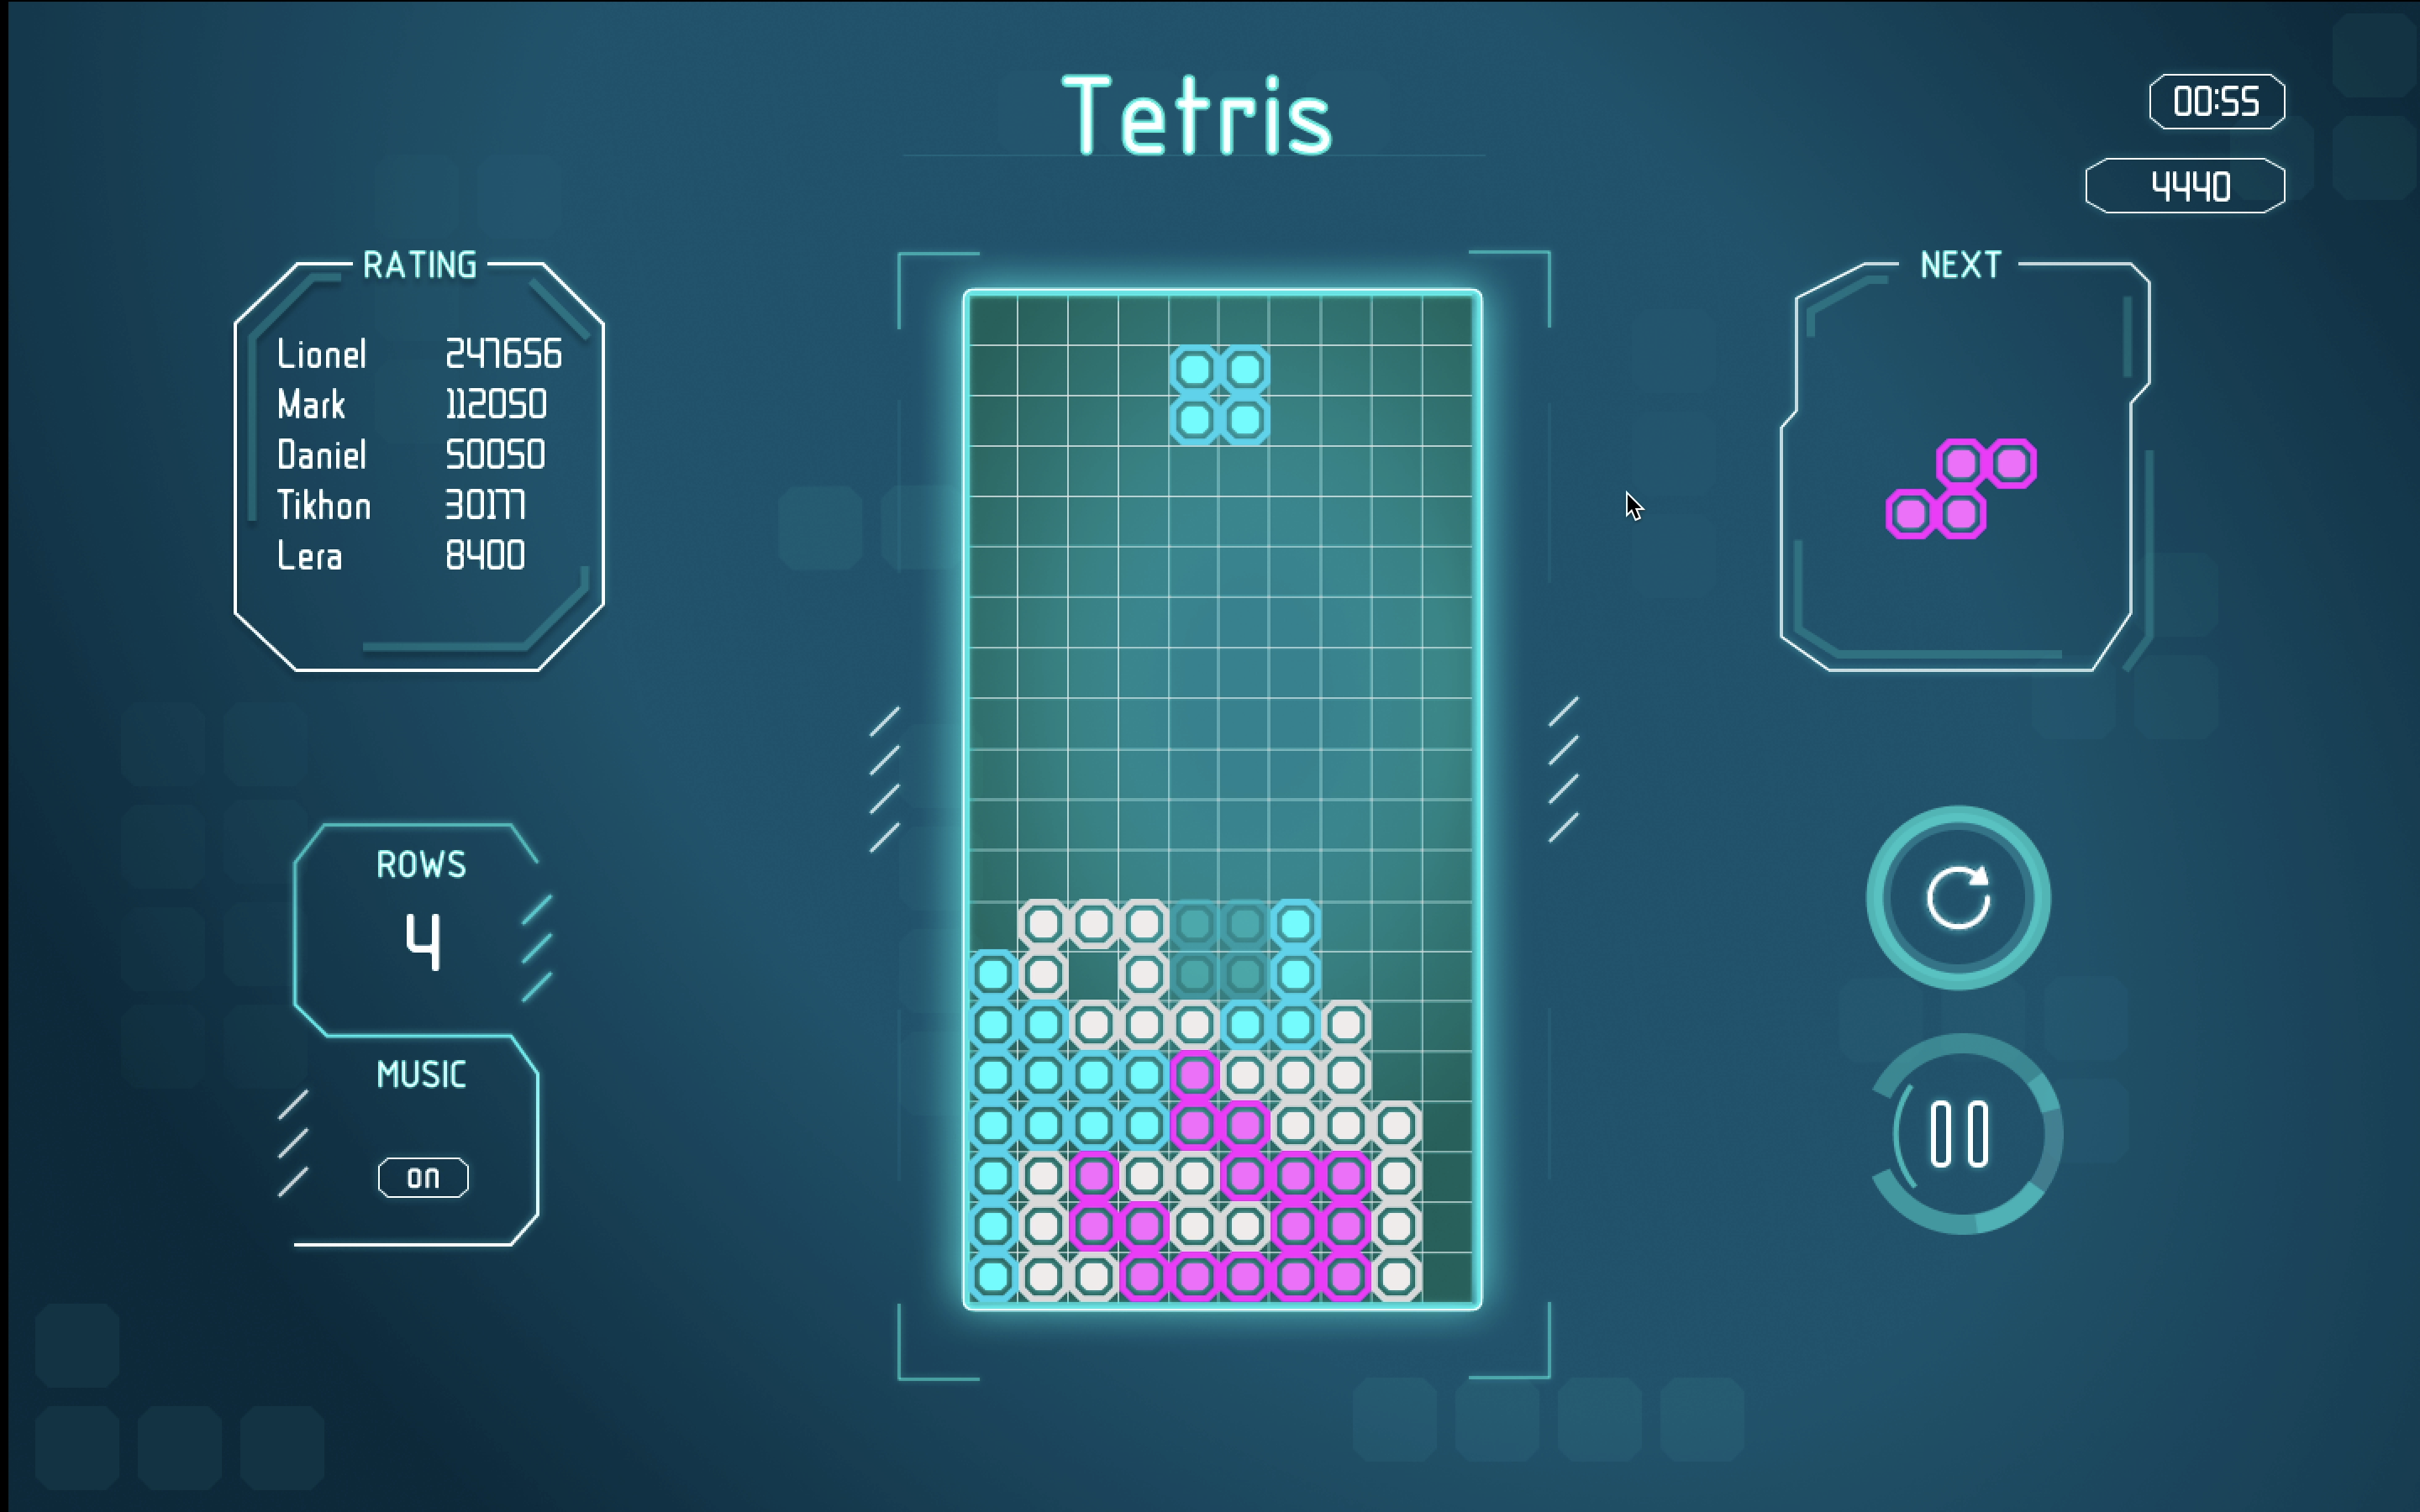 Tetris
00:55
4440
RATING
Lionel 247656
Mark 112050
Daniel 50050
Tikhon 30177
Lera 8400
NEXT
ROWS
4
MUSIC
on